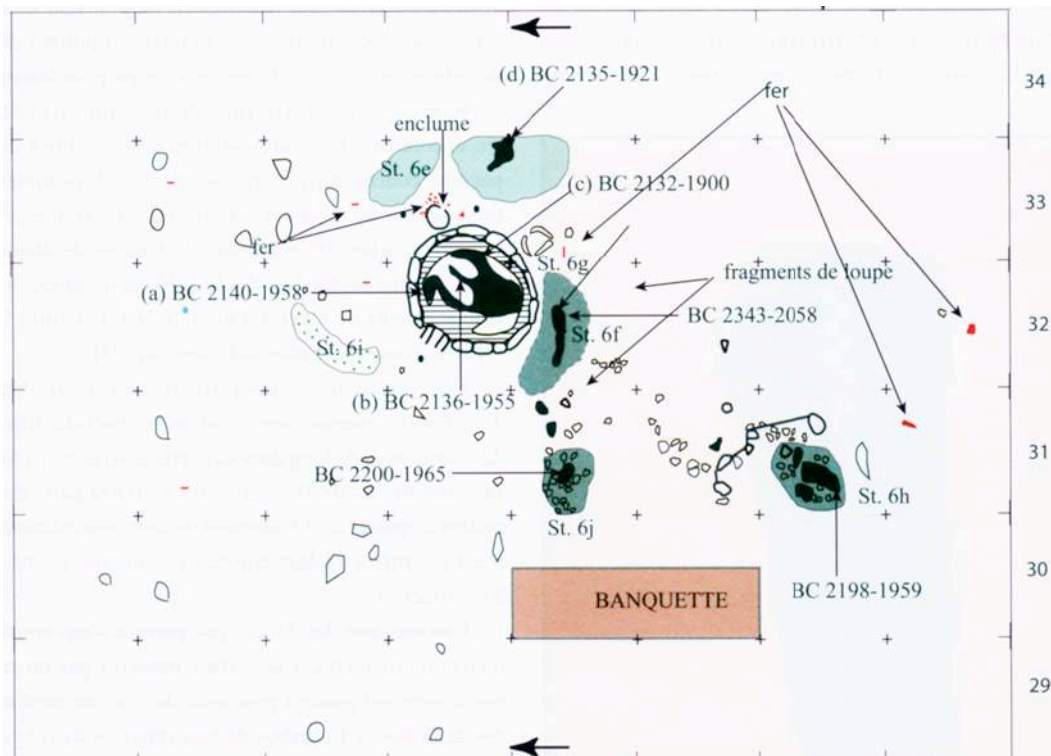 (d) BC 2135-1921
34
fer
enclume
St. 6e
(c) BC 2132-1900
33
fer
St. 6g
fragments de loupe
(a) BC 2140-1958
32
BC 2343-2058
St. 6f
St. 6i
(b) BC 2136-1955
31
BC 2200-1965
St. 6h
St. 6j
30
BC 2198-1959
BANQUETTE
29